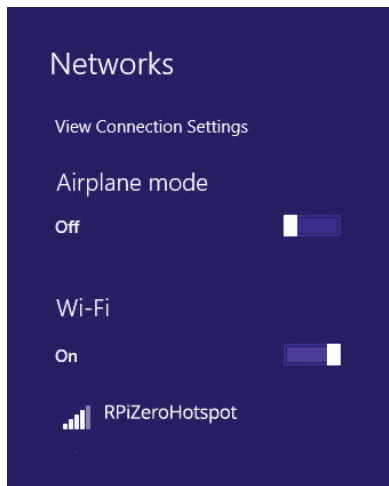 Networks
View Connection Settings
Airplane mode
Off
Wi-Fi
On
RPiZeroHotspot